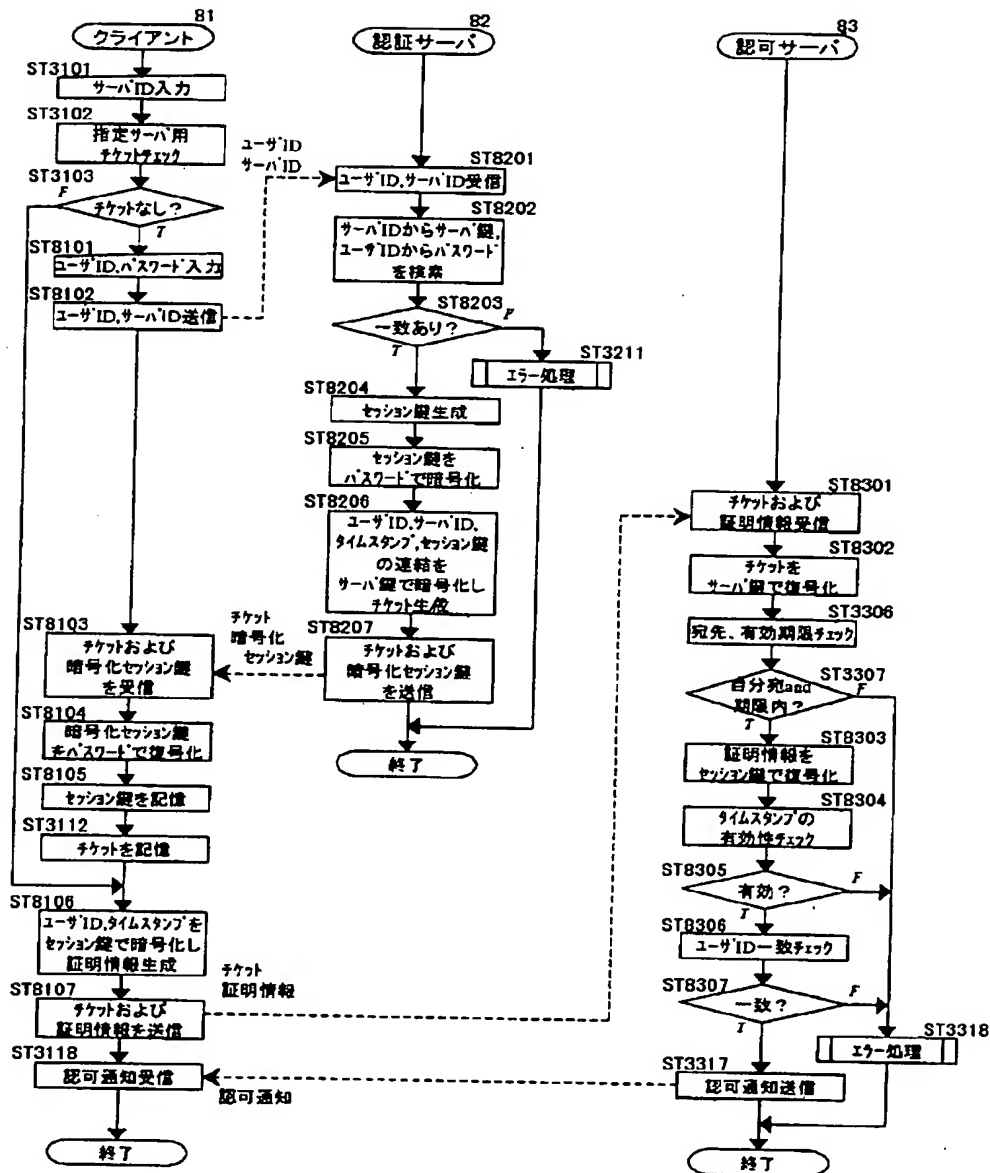 81
クライアント
ST3101
サーバID入力
ST3102
指定サーバ用
チケットチェック
ST3103
F
チケットなし?
T
ST8101
ユーザID,パスワード入力
ST8102
ユーザID,サーバID送信
ユーザID
サーバID
ST8103
チケットおよび
暗号化セッション鍵
を受信
ST8104
暗号化セッション鍵
をパスワードで復号化
ST8105
セッション鍵を記憶
ST3112
チケットを記憶
ST8106
ユーザID,タイムスタンプを
セッション鍵で暗号化し
証明情報生成
ST8107
チケットおよび
証明情報を送信
ST3118
認可通知受信
終了
82
認証サーバ
ST8201
ユーザID,サーバID受信
ST8202
サーバIDからサーバ鍵,
ユーザIDからパスワード
を検索
ST8203
一致あり?
F
T
ST3211
エラー処理
ST8204
セッション鍵生成
ST8205
セッション鍵を
パスワードで暗号化
ST8206
ユーザID,サーバID,
タイムスタンプ,セッション鍵
の連結を
サーバ鍵で暗号化し
チケット生成
ST8207
チケットおよび
暗号化セッション鍵
を送信
チケット
暗号化
セッション鍵
終了
チケット
証明情報
認可通知
83
認可サーバ
ST8301
チケットおよび
証明情報受信
ST8302
チケットを
サーバ鍵で復号化
ST3306
宛先、有効期限チェック
ST3307
自分宛and
期限内?
F
T
ST8303
証明情報を
セッション鍵で復号化
ST8304
タイムスタンプの
有効性チェック
ST8305
有効?
F
T
ST8306
ユーザID一致チェック
ST8307
一致?
F
T
ST3318
エラー処理
ST3317
認可通知送信
終了